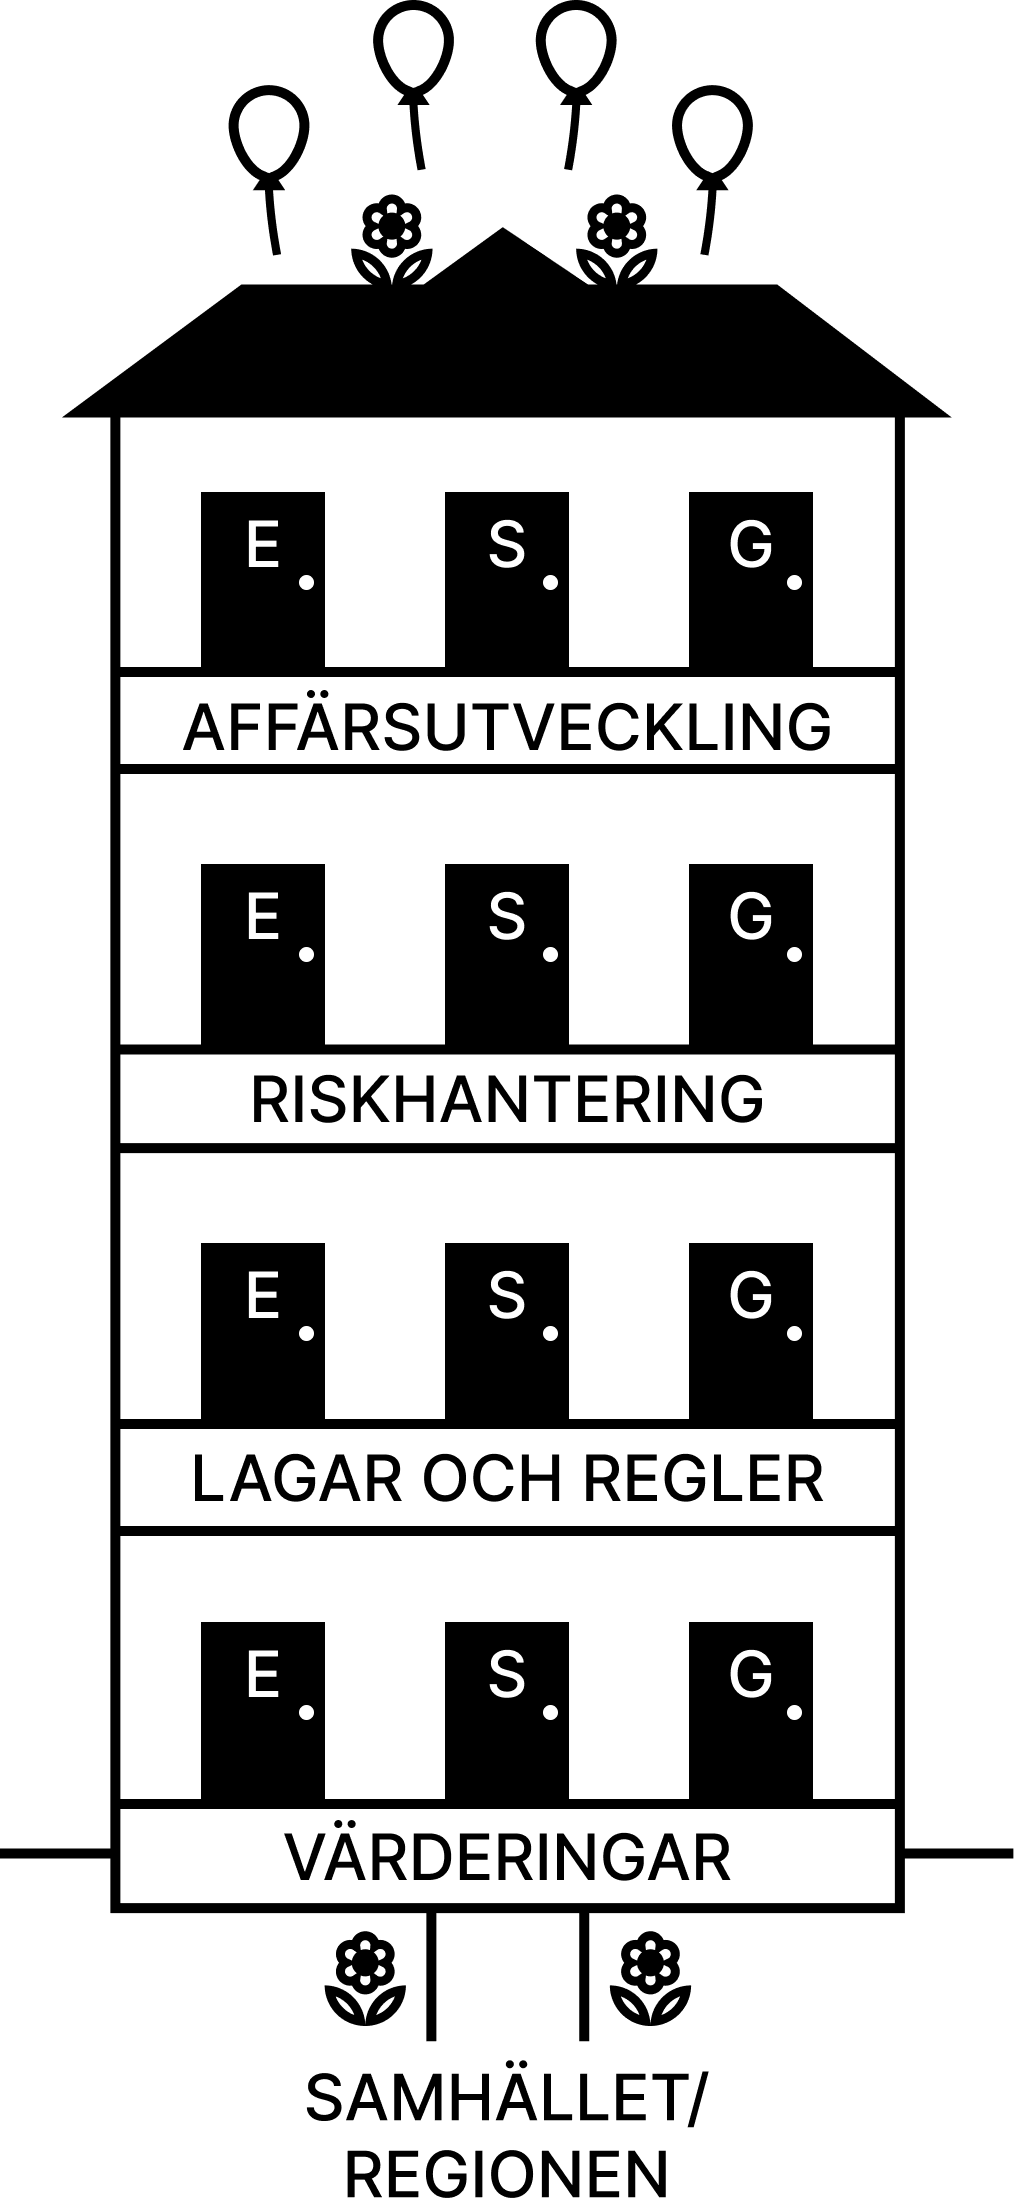 E S G
AFFÄRSUTVECKLING
E S G
RISKHANTERING
E S G
LAGAR OCH REGLER
E S G
VÄRDERINGAR
SAMHÄLLET/
REGIONEN